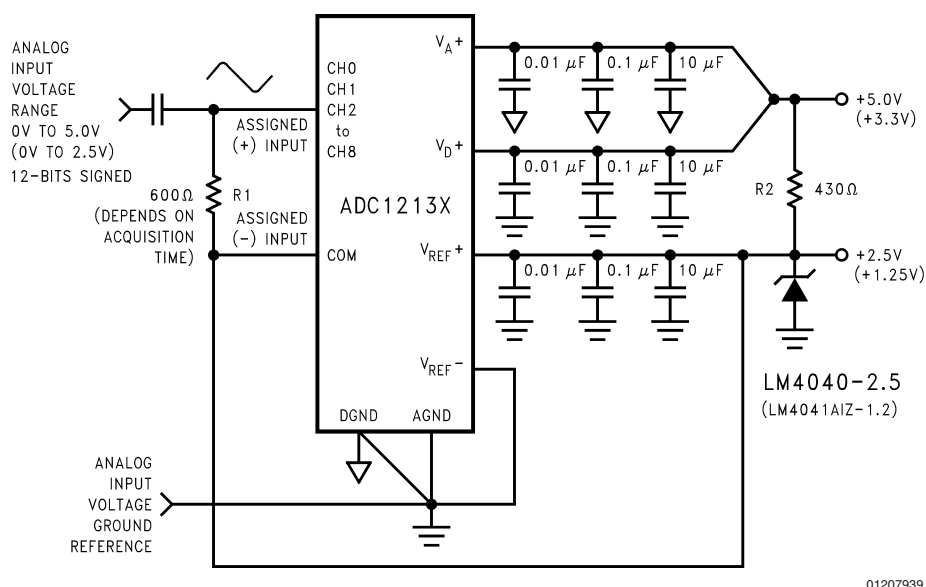 ANALOG
INPUT
VOLTAGE
RANGE
0V TO 5.0V
(0V TO 2.5V)
12-BITS SIGNED
600Ω
(DEPENDS ON
ACQUISITION
TIME)
R1
ASSIGNED
(+) INPUT
ASSIGNED
(-) INPUT
CH0
CH1
CH2
to
CH8
COM
ADC1213X
VA+
VD+
VREF+
VREF-
DGND
AGND
0.01 μF
0.1 μF
10 μF
0.01 μF
0.1 μF
10 μF
0.01 μF
0.1 μF
10 μF
+5.0V
(+3.3V)
R2
430Ω
+2.5V
(+1.25V)
LM4040-2.5
(LM4041AIZ-1.2)
ANALOG
INPUT
VOLTAGE
GROUND
REFERENCE
01207939